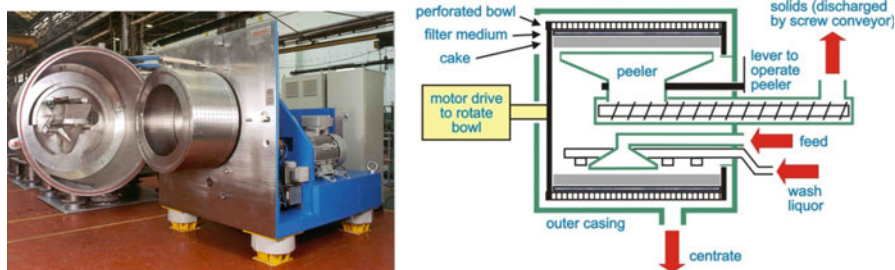 perforated bowl
filter medium
cake
motor drive
to rotate
bowl
peeler
solids (discharged
by screw conveyor)
lever to
operate
peeler
feed
wash
liquor
outer casing
centrate